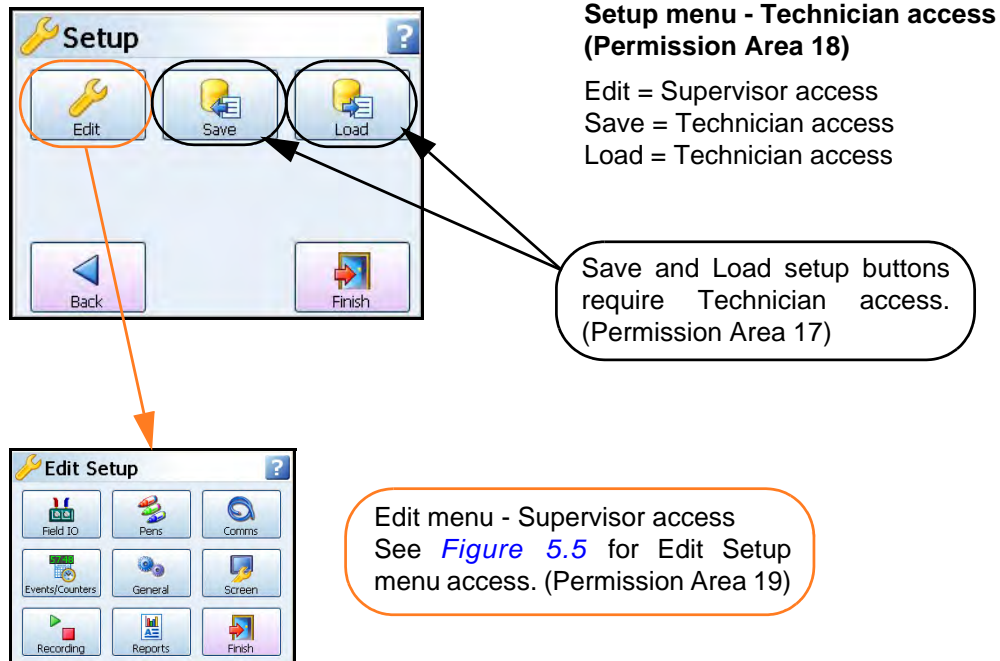 Setup
?
Edit
Save
Load
Back
Finish
Setup menu - Technician access
(Permission Area 18)
Edit = Supervisor access
Save = Technician access
Load = Technician access
Save and Load setup buttons
require Technician access.
(Permission Area 17)
Edit Setup
?
Field IO
Pens
Comms
Events/Counters
General
Screen
Recording
Reports
Finish
Edit menu - Supervisor access
See Figure 5.5 for Edit Setup
menu access. (Permission Area 19)